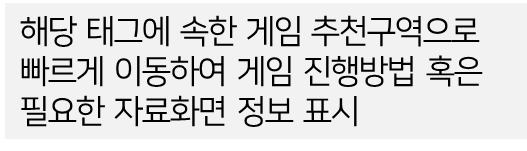 해당 태그에 속한 게임 추천구역으로
빠르게 이동하여 게임 진행방법 혹은
필요한 자료화면 정보 표시